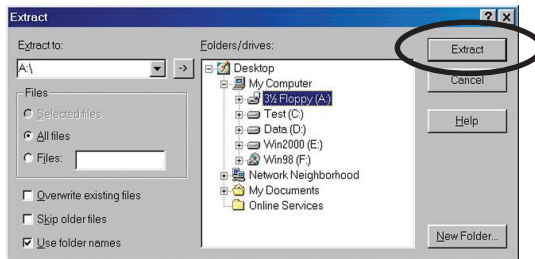 Extract
Extract to:
A:\
Files
Selected files
All files
Files:
Overwrite existing files
Skip older files
Use folder names
Folders/drives:
Desktop
My Computer
3½ Floppy (A:)
Test (C:)
Data (D:)
Win2000 (E:)
Win98 (F:)
Network Neighborhood
My Documents
Online Services
Extract
Cancel
Help
New Folder...